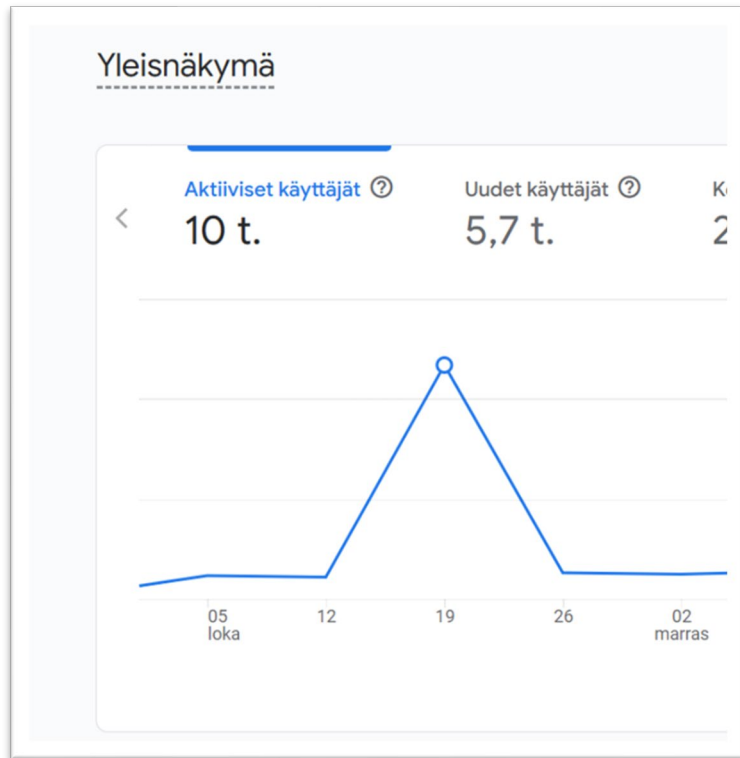 Yleisnäkymä
Aktiiviset käyttäjät
Uudet käyttäjät
10 t.
5,7 t.
05
12
19
26
02
loka
marras